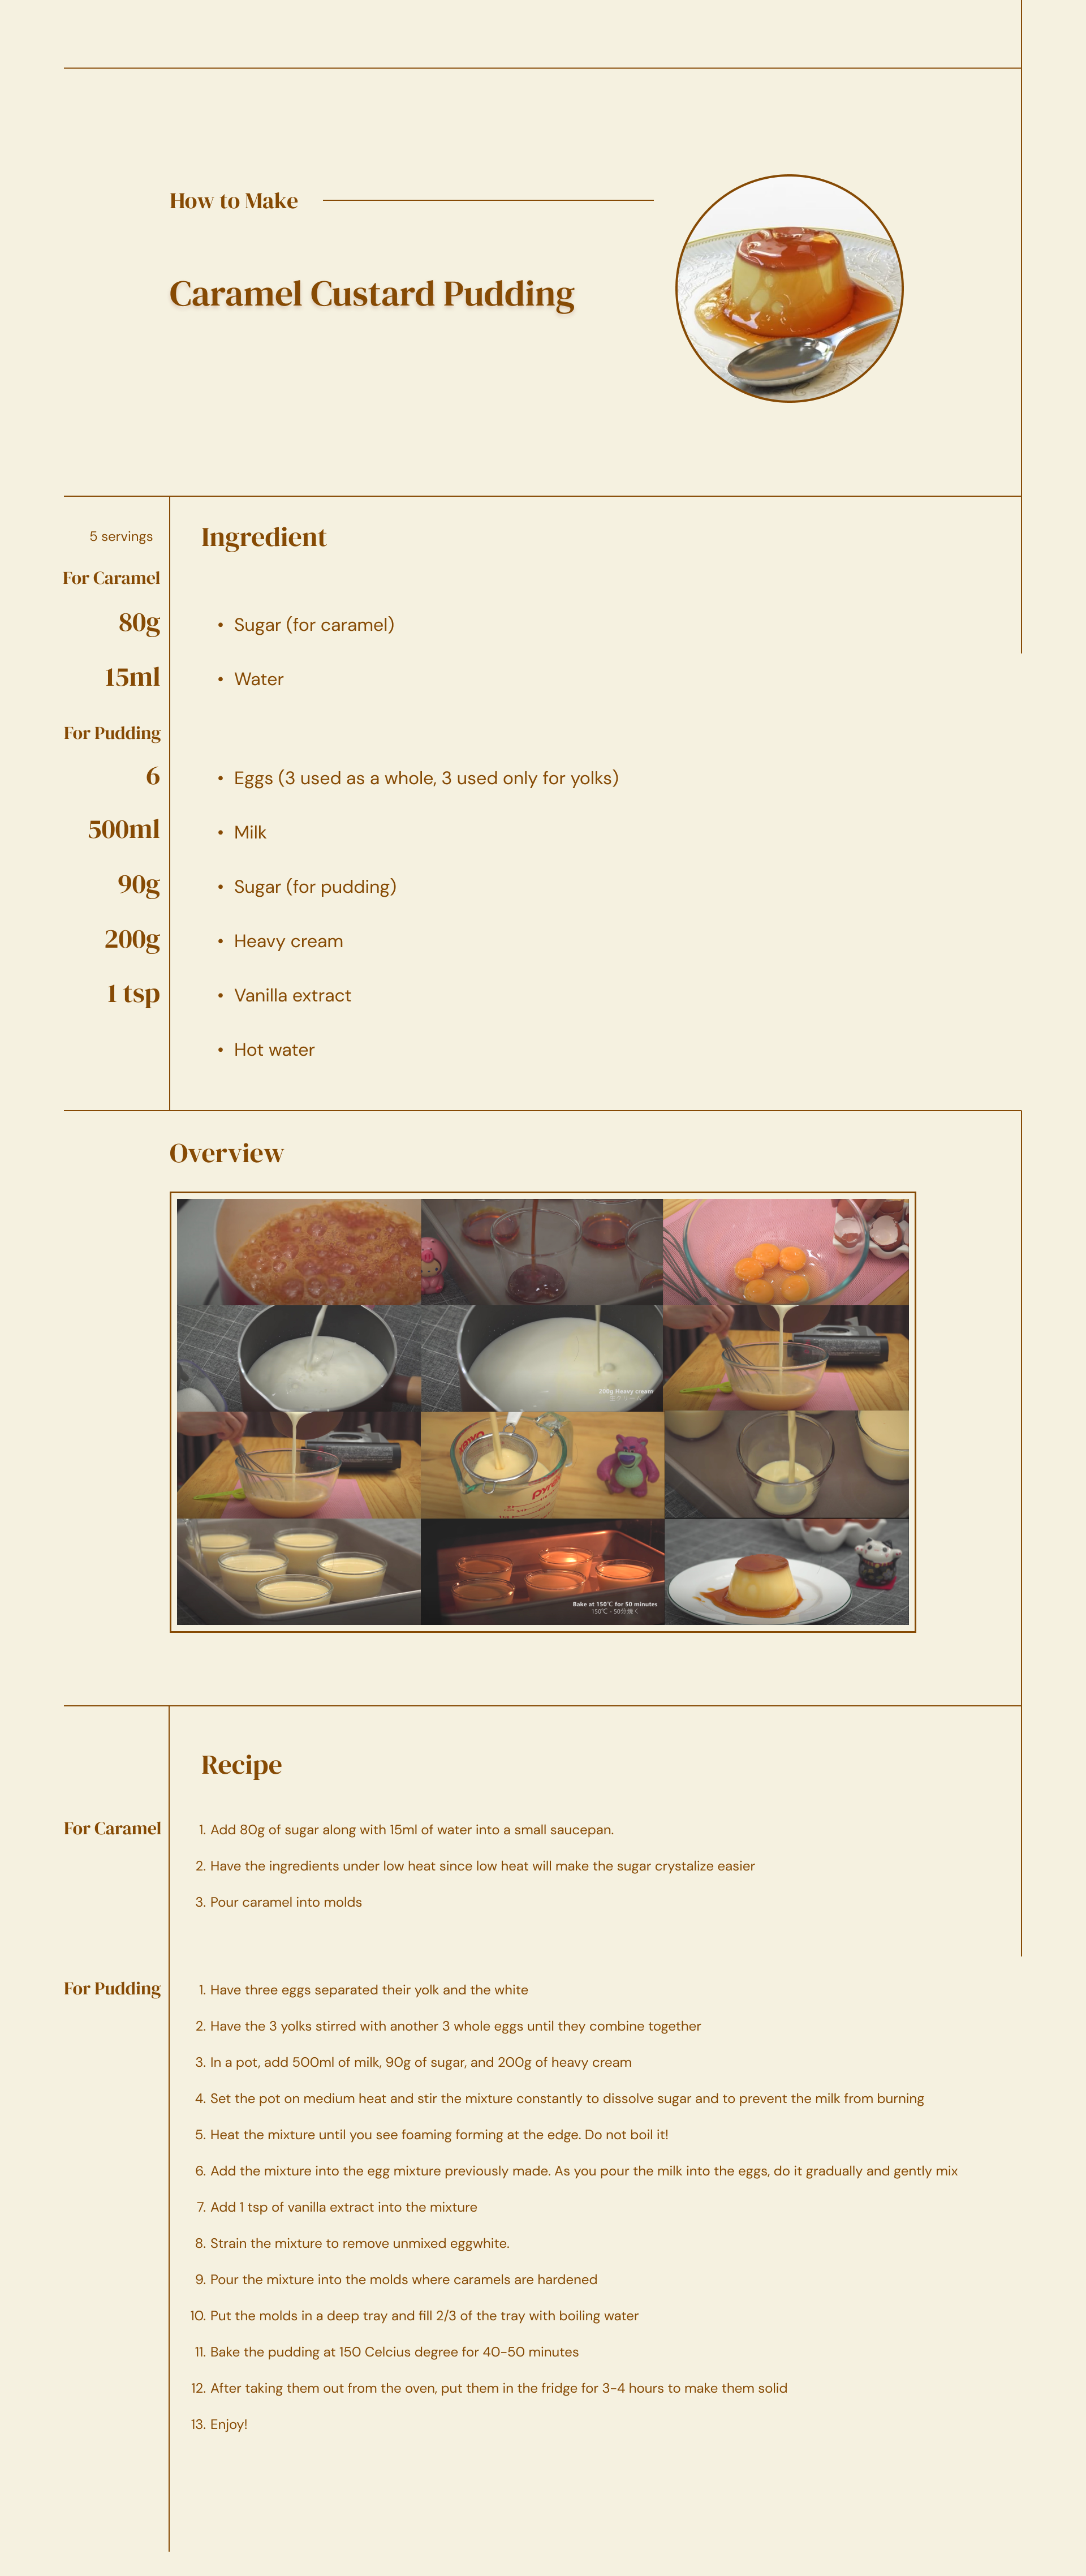 How to Make
Caramel Custard Pudding
5 servings
Ingredient
For Caramel
80g
• Sugar (for caramel)
15ml
• Water
For Pudding
6
• Eggs (3 used as a whole, 3 used only for yolks)
500ml
• Milk
90g
• Sugar (for pudding)
200g
• Heavy cream
1 tsp
• Vanilla extract
• Hot water
Overview
200g Heavy cream
生クリーム
PYREX
Bake at 150℃ for 50 minutes
150℃・50分焼く
Recipe
For Caramel
1. Add 80g of sugar along with 15ml of water into a small saucepan.
2. Have the ingredients under low heat since low heat will make the sugar crystalize easier
3. Pour caramel into molds
For Pudding
1. Have three eggs separated their yolk and the white
2. Have the 3 yolks stirred with another 3 whole eggs until they combine together
3. In a pot, add 500ml of milk, 90g of sugar, and 200g of heavy cream
4. Set the pot on medium heat and stir the mixture constantly to dissolve sugar and to prevent the milk from burning
5. Heat the mixture until you see foaming forming at the edge. Do not boil it!
6. Add the mixture into the egg mixture previously made. As you pour the milk into the eggs, do it gradually and gently mix
7. Add 1 tsp of vanilla extract into the mixture
8. Strain the mixture to remove unmixed eggwhite.
9. Pour the mixture into the molds where caramels are hardened
10. Put the molds in a deep tray and fill 2/3 of the tray with boiling water
11. Bake the pudding at 150 Celcius degree for 40-50 minutes
12. After taking them out from the oven, put them in the fridge for 3-4 hours to make them solid
13. Enjoy!